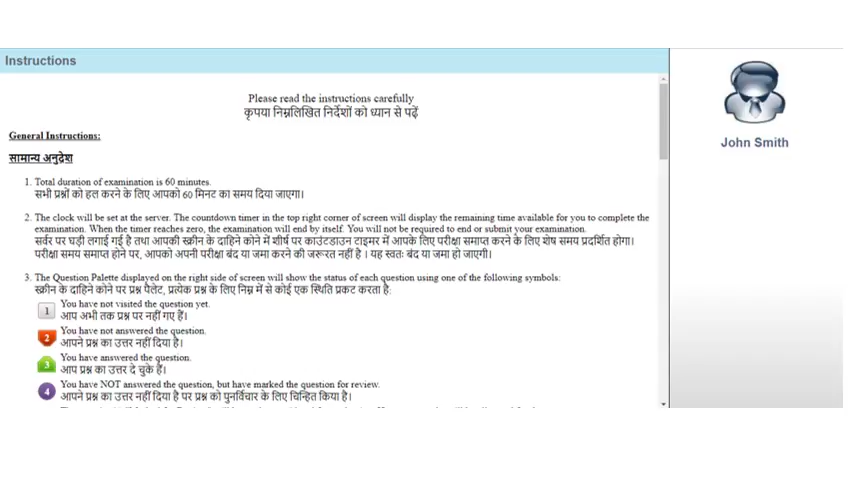 Instructions
John Smith
Please read the instructions carefully
कृपया निम्नलिखित निर्देशों को ध्यान से पढ़ें
General Instructions:
सामान्य अनुदेश
1. Total duration of examination is 60 minutes.
सभी प्रश्नों को हल करने के लिए आपको 60 मिनट का समय दिया जाएगा।
2. The clock will be set at the server. The countdown timer in the top right corner of screen will display the remaining time available for you to complete the
examination. When the timer reaches zero, the examination will end by itself. You will not be required to end or submit your examination.
सर्वर पर घड़ी लगाई गई है तथा आपकी स्क्रीन के दाहिने कोने में शीर्ष पर काउंटडाउन टाइमर में आपके लिए परीक्षा समाप्त करने के लिए शेष समय प्रदर्शित होगा।
परीक्षा समय समाप्त होने पर, आपको अपनी परीक्षा बंद या जमा करने की जरूरत नहीं है । यह स्वतः बंद या जमा हो जाएगी।
3. The Question Palette displayed on the right side of screen will show the status of each question using one of the following symbols:
स्क्रीन के दाहिने कोने पर प्रश्न पैलेट, प्रत्येक प्रश्न के लिए निम्न में से कोई एक स्थिति प्रकट करता है:
1 You have not visited the question yet.
आप अभी तक प्रश्न पर नहीं गए हैं।
2 You have not answered the question.
आपने प्रश्न का उत्तर नहीं दिया है।
3 You have answered the question.
आप प्रश्न का उत्तर दे चुके हैं।
4 You have NOT answered the question, but have marked the question for review.
आपने प्रश्न का उत्तर नहीं दिया है पर प्रश्न को पुनर्विचार के लिए चिन्हित किया है।